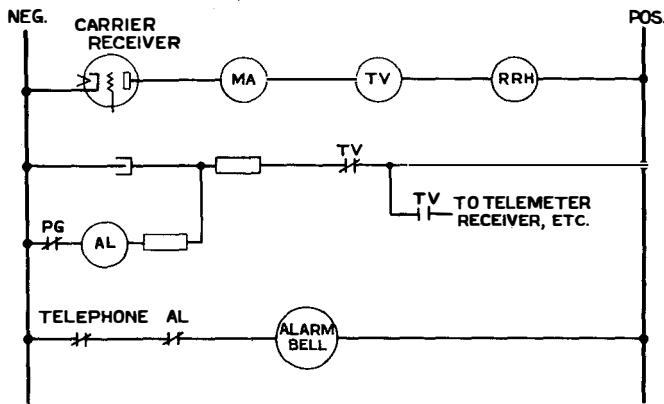 NEG.
POS.
CARRIER
RECEIVER
MA
TV
RRH
TV
TV
TO TELEMETER
RECEIVER, ETC.
PG
AL
TELEPHONE AL
ALARM
BELL